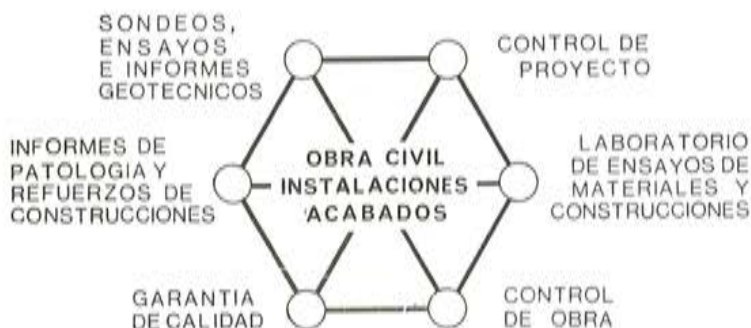 SONDEOS,
ENSAYOS
E INFORMES
GEOTECNICOS
CONTROL DE
PROYECTO
INFORMES DE
PATOLOGIA Y
REFUERZOS DE
CONSTRUCCIONES
OBRA CIVIL
INSTALACIONES
ACABADOS
LABORATORIO
DE ENSAYOS DE
MATERIALES Y
CONSTRUCCIONES
GARANTIA
DE CALIDAD
CONTROL
DE OBRA